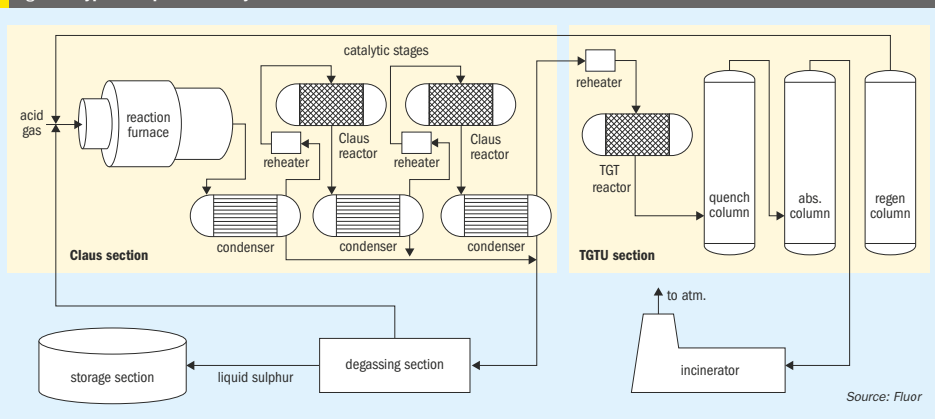 catalytic stages
acid
gas
reaction
furnace
reheater
Claus
reactor
reheater
Claus
reactor
condenser
condenser
condenser
Claus section
reheater
TGT
reactor
quench
column
abs.
column
regen
column
TGTU section
storage section
liquid sulphur
degassing section
to atm.
incinerator
Source: Fluor